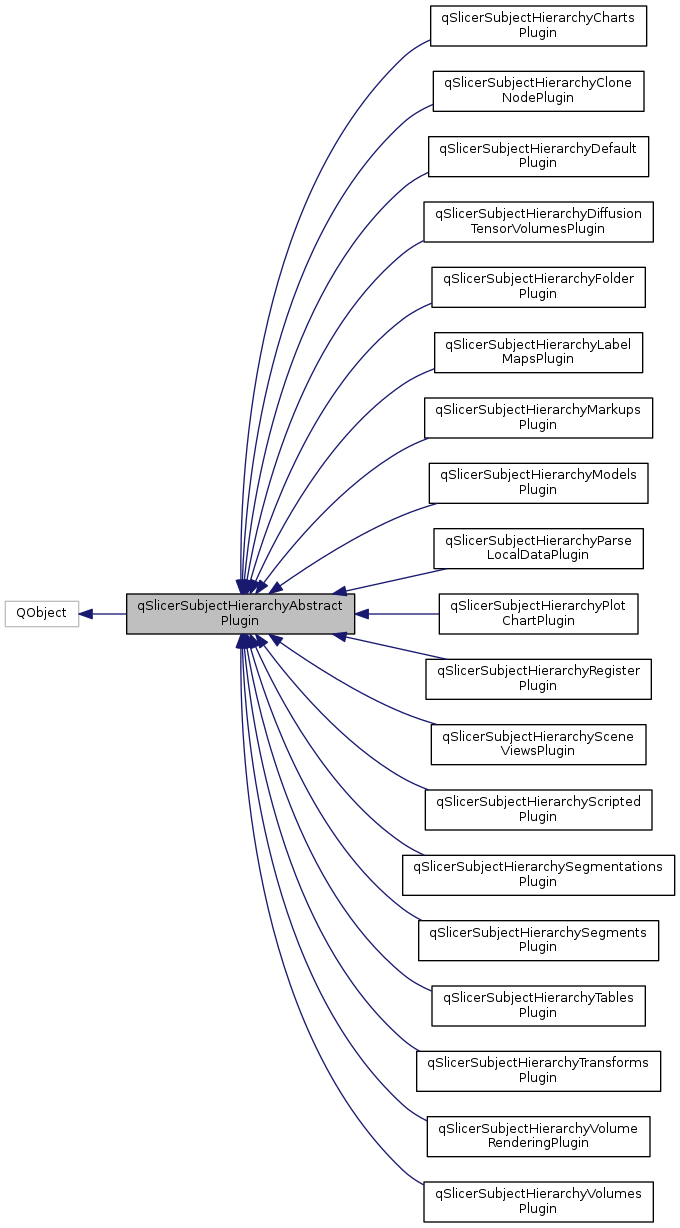 qSlicerSubjectHierarchyCharts
Plugin
qSlicerSubjectHierarchyClone
NodePlugin
qSlicerSubjectHierarchyDefault
Plugin
qSlicerSubjectHierarchyDiffusion
TensorVolumesPlugin
qSlicerSubjectHierarchyFolder
Plugin
qSlicerSubjectHierarchyLabel
MapsPlugin
qSlicerSubjectHierarchyMarkups
Plugin
qSlicerSubjectHierarchyModels
Plugin
qSlicerSubjectHierarchyParse
LocalDataPlugin
QObject
qSlicerSubjectHierarchyAbstract
Plugin
qSlicerSubjectHierarchyPlot
ChartPlugin
qSlicerSubjectHierarchyRegister
Plugin
qSlicerSubjectHierarchyScene
ViewsPlugin
qSlicerSubjectHierarchyScripted
Plugin
qSlicerSubjectHierarchySegmentations
Plugin
qSlicerSubjectHierarchySegments
Plugin
qSlicerSubjectHierarchyTables
Plugin
qSlicerSubjectHierarchyTransforms
Plugin
qSlicerSubjectHierarchyVolume
RenderingPlugin
qSlicerSubjectHierarchyVolumes
Plugin